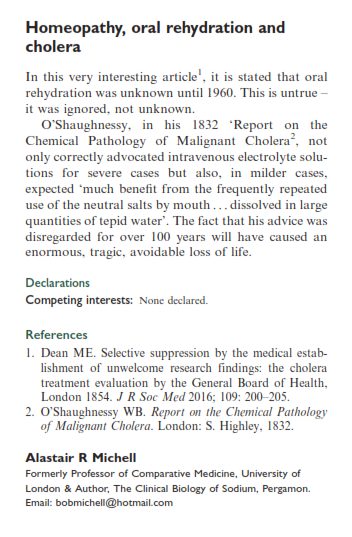 Homeopathy, oral rehydration and
cholera
In this very interesting article1, it is stated that oral
rehydration was unknown until 1960. This is untrue –
it was ignored, not unknown.
O'Shaughnessy, in his 1832 'Report on the
Chemical Pathology of Malignant Cholera2, not
only correctly advocated intravenous electrolyte solu-
tions for severe cases but also, in milder cases,
expected 'much benefit from the frequently repeated
use of the neutral salts by mouth . . . dissolved in large
quantities of tepid water'. The fact that his advice was
disregarded for over 100 years will have caused an
enormous, tragic, avoidable loss of life.
Declarations
Competing interests: None declared.
References
1. Dean ME. Selective suppression by the medical estab-
lishment of unwelcome research findings: the cholera
treatment evaluation by the General Board of Health,
London 1854. J R Soc Med 2016; 109: 200–205.
2. O'Shaughnessy WB. Report on the Chemical Pathology
of Malignant Cholera. London: S. Highley, 1832.
Alastair R Michell
Formerly Professor of Comparative Medicine, University of
London & Author, The Clinical Biology of Sodium, Pergamon.
Email: bobmichell@hotmail.com